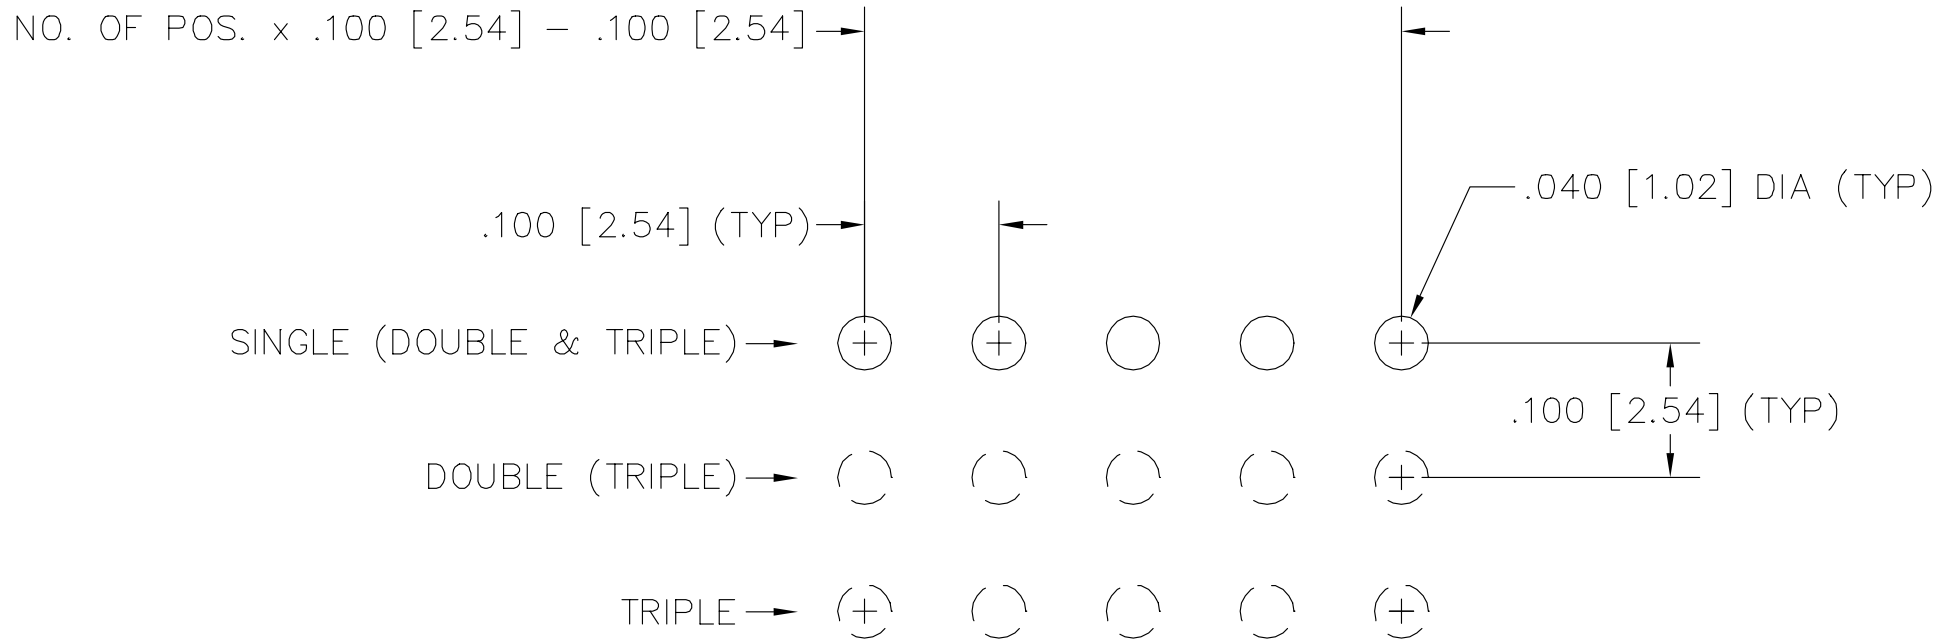 NO. OF POS. x .100 [2.54] − .100 [2.54]
.040 [1.02] DIA (TYP)
.100 [2.54] (TYP)
SINGLE (DOUBLE & TRIPLE)
.100 [2.54] (TYP)
DOUBLE (TRIPLE)
TRIPLE